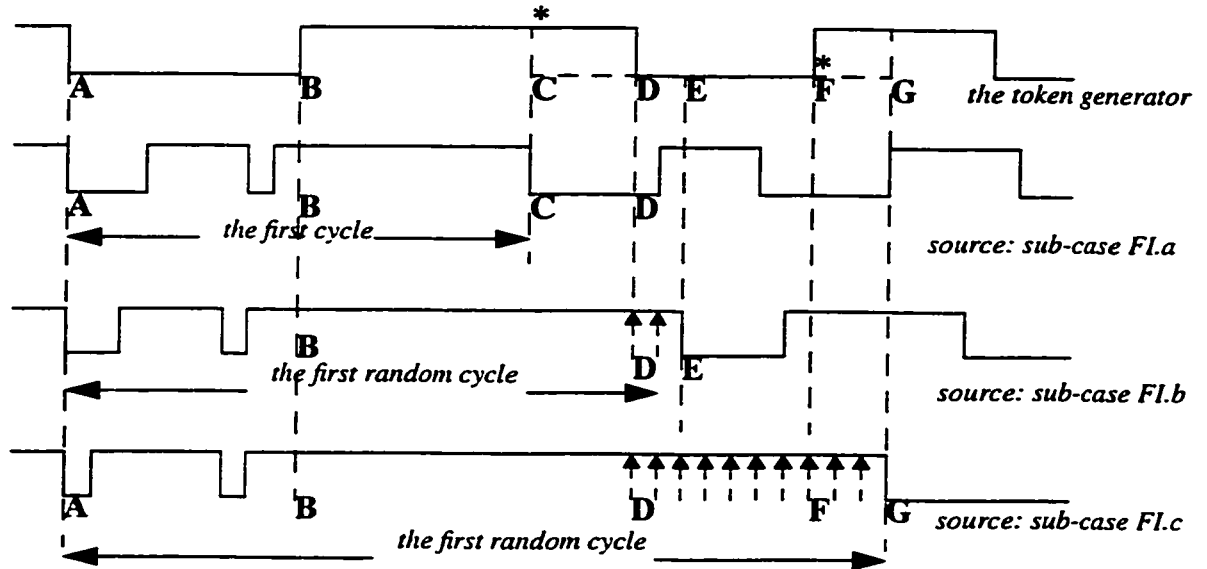 *
A B C D E * F G
the token generator
A B C D
the first cycle
source: sub-case FI.a
B D E
the first random cycle
source: sub-case FI.b
A B D F G
source: sub-case FI.c
the first random cycle